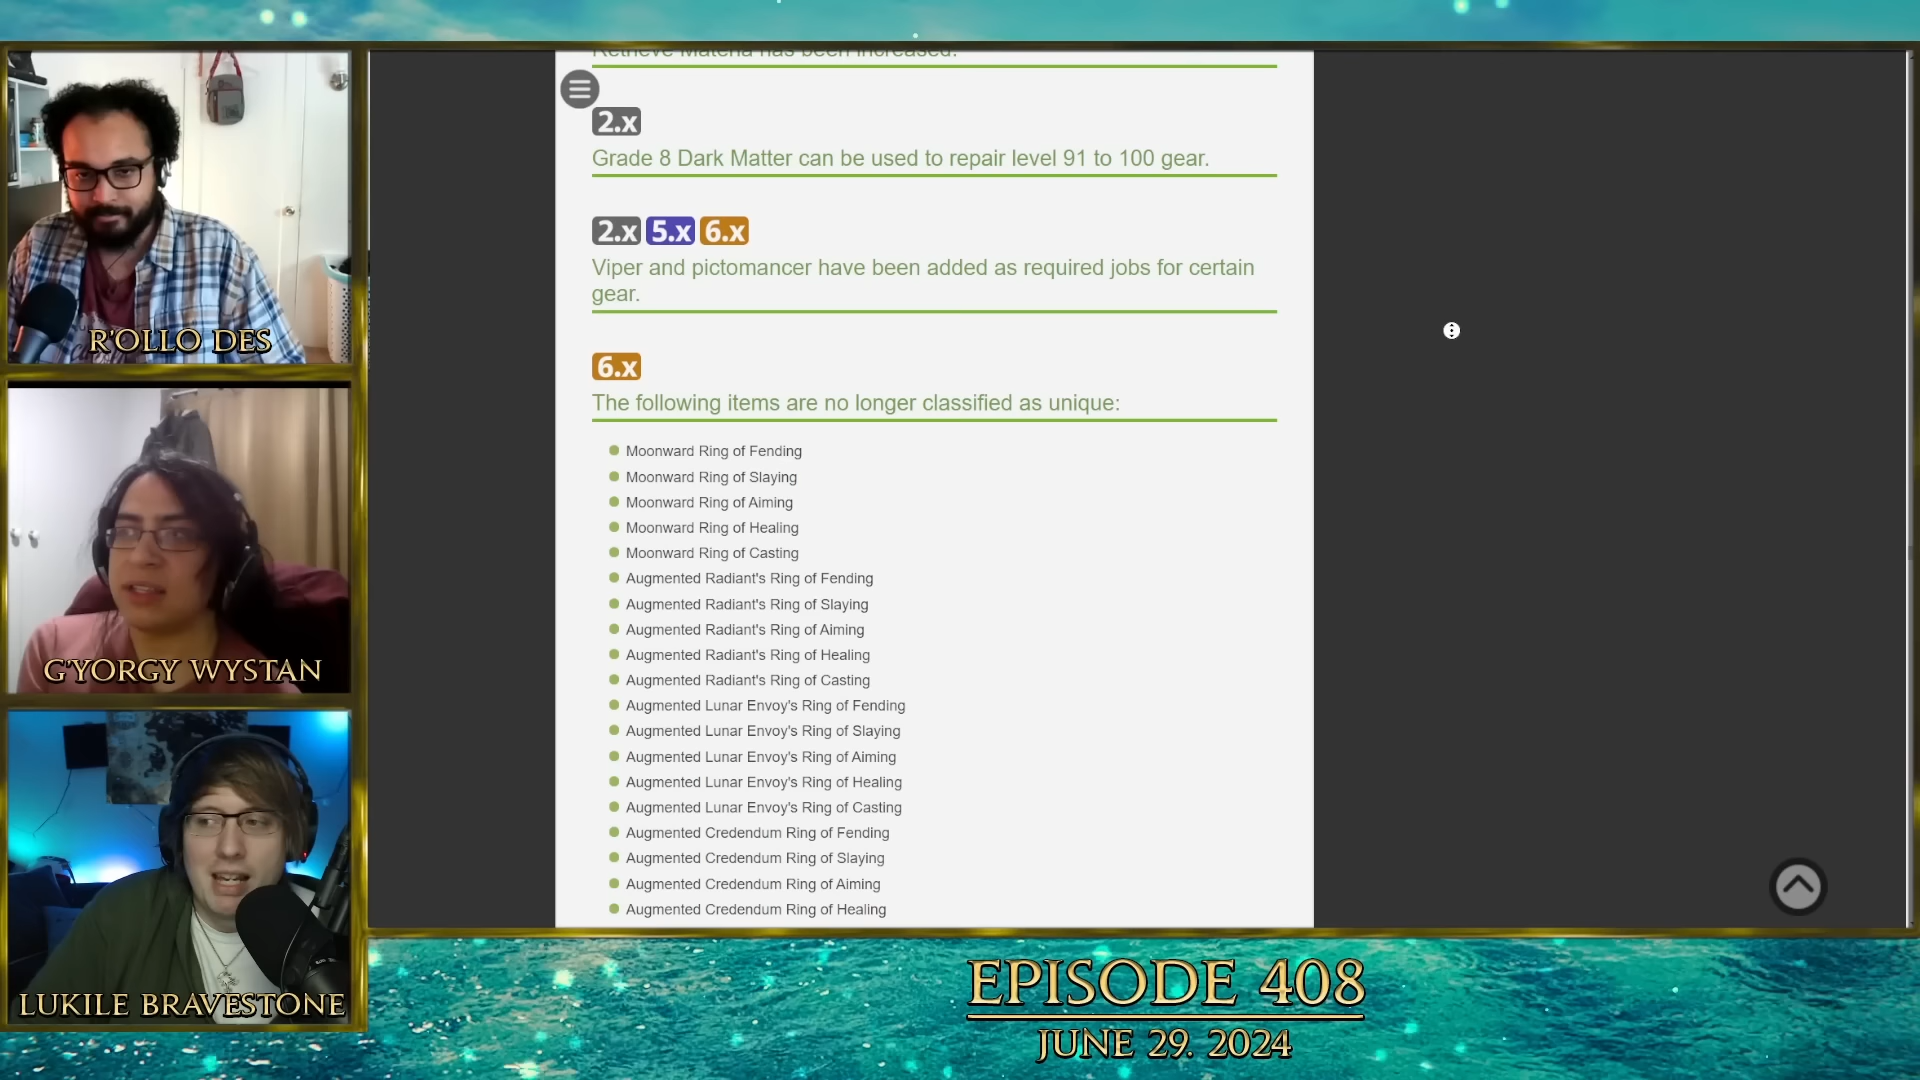 Retrieve Materia has been increased.
2.x
Grade 8 Dark Matter can be used to repair level 91 to 100 gear.
2.x 5.x 6.x
Viper and pictomancer have been added as required jobs for certain
gear.
6.x
The following items are no longer classified as unique:
Moonward Ring of Fending
Moonward Ring of Slaying
Moonward Ring of Aiming
Moonward Ring of Healing
Moonward Ring of Casting
Augmented Radiant's Ring of Fending
Augmented Radiant's Ring of Slaying
Augmented Radiant's Ring of Aiming
Augmented Radiant's Ring of Healing
Augmented Radiant's Ring of Casting
Augmented Lunar Envoy's Ring of Fending
Augmented Lunar Envoy's Ring of Slaying
Augmented Lunar Envoy's Ring of Aiming
Augmented Lunar Envoy's Ring of Healing
Augmented Lunar Envoy's Ring of Casting
Augmented Credendum Ring of Fending
Augmented Credendum Ring of Slaying
Augmented Credendum Ring of Aiming
Augmented Credendum Ring of Healing
R'OLLO DES
G'YORGY WYSTAN
LUKILE BRAVESTONE
EPISODE 408
JUNE 29. 2024